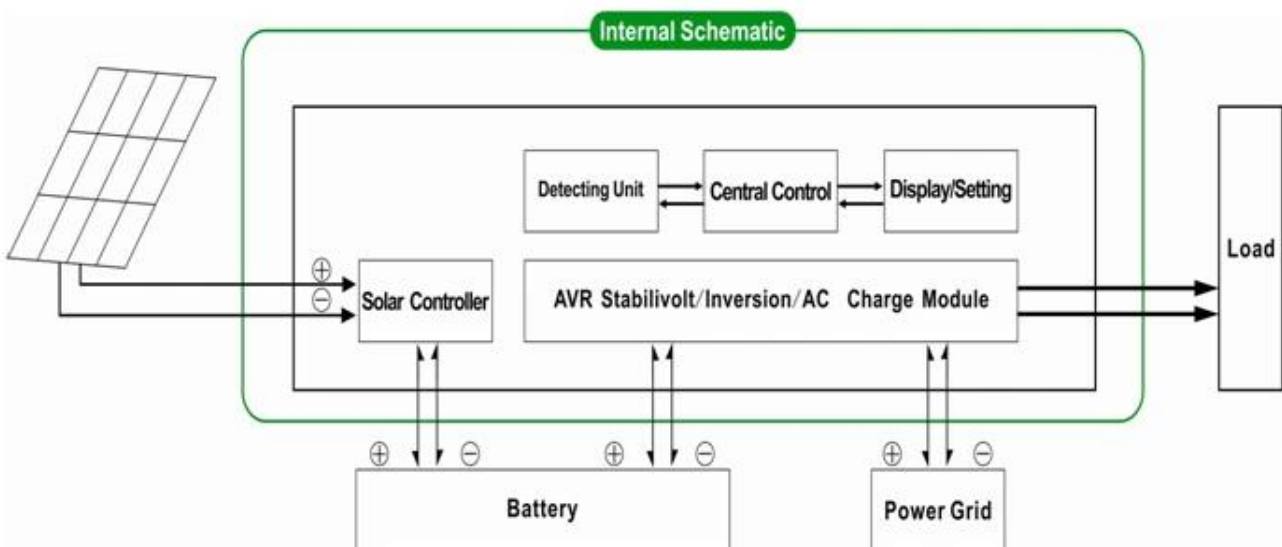 Internal Schematic
Detecting Unit
Central Control
Display/Setting
Load
⊕
⊖
Solar Controller
AVR Stabilivolt/Inversion/AC Charge Module
⊕ ⊖ ⊕ ⊖ ⊕ ⊖
Battery
Power Grid